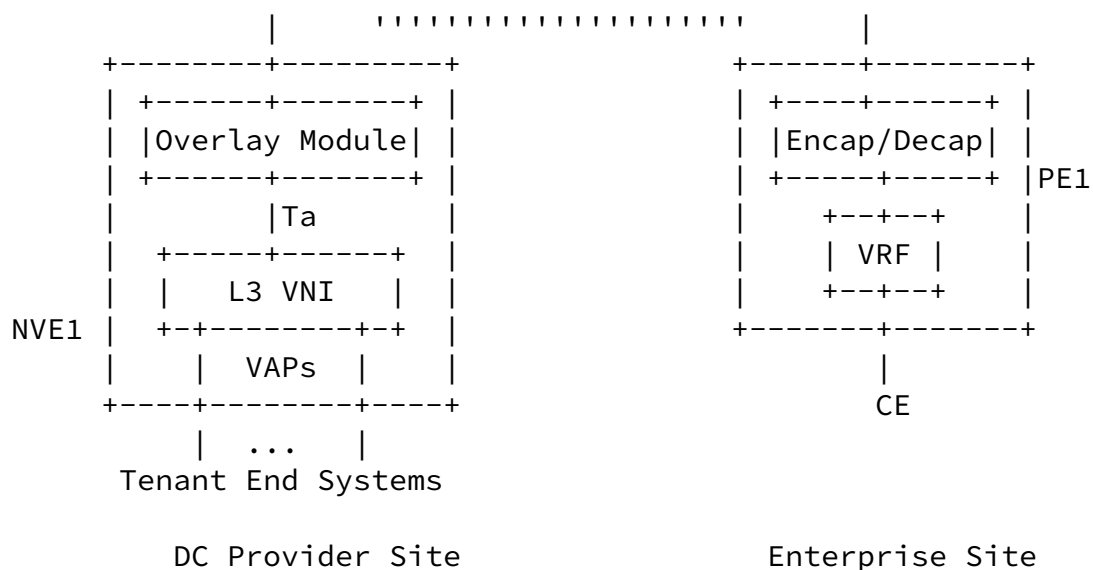 |      '''''''''''''''''''''       |
      +---------+----------+               +-------+---------+
      | +-------+--------+ |               | +-----+-------+ |
      | |Overlay Module| |                 | |Encap/Decap| |
      | +-------+--------+ |               | +------+------+ |PE1
      |         |Ta        |               |    +--+--+      |
      |  +------+-------+  |               |    | VRF |      |
      |  |   L3 VNI   |  |                 |    +--+--+      |
NVE1 |  +-+---------+-+  |                +--------+--------+
      |    |  VAPs  |    |                         |
      +----+--------+----+                         CE
           |  ...   |
       Tenant End Systems
         DC Provider Site                   Enterprise Site